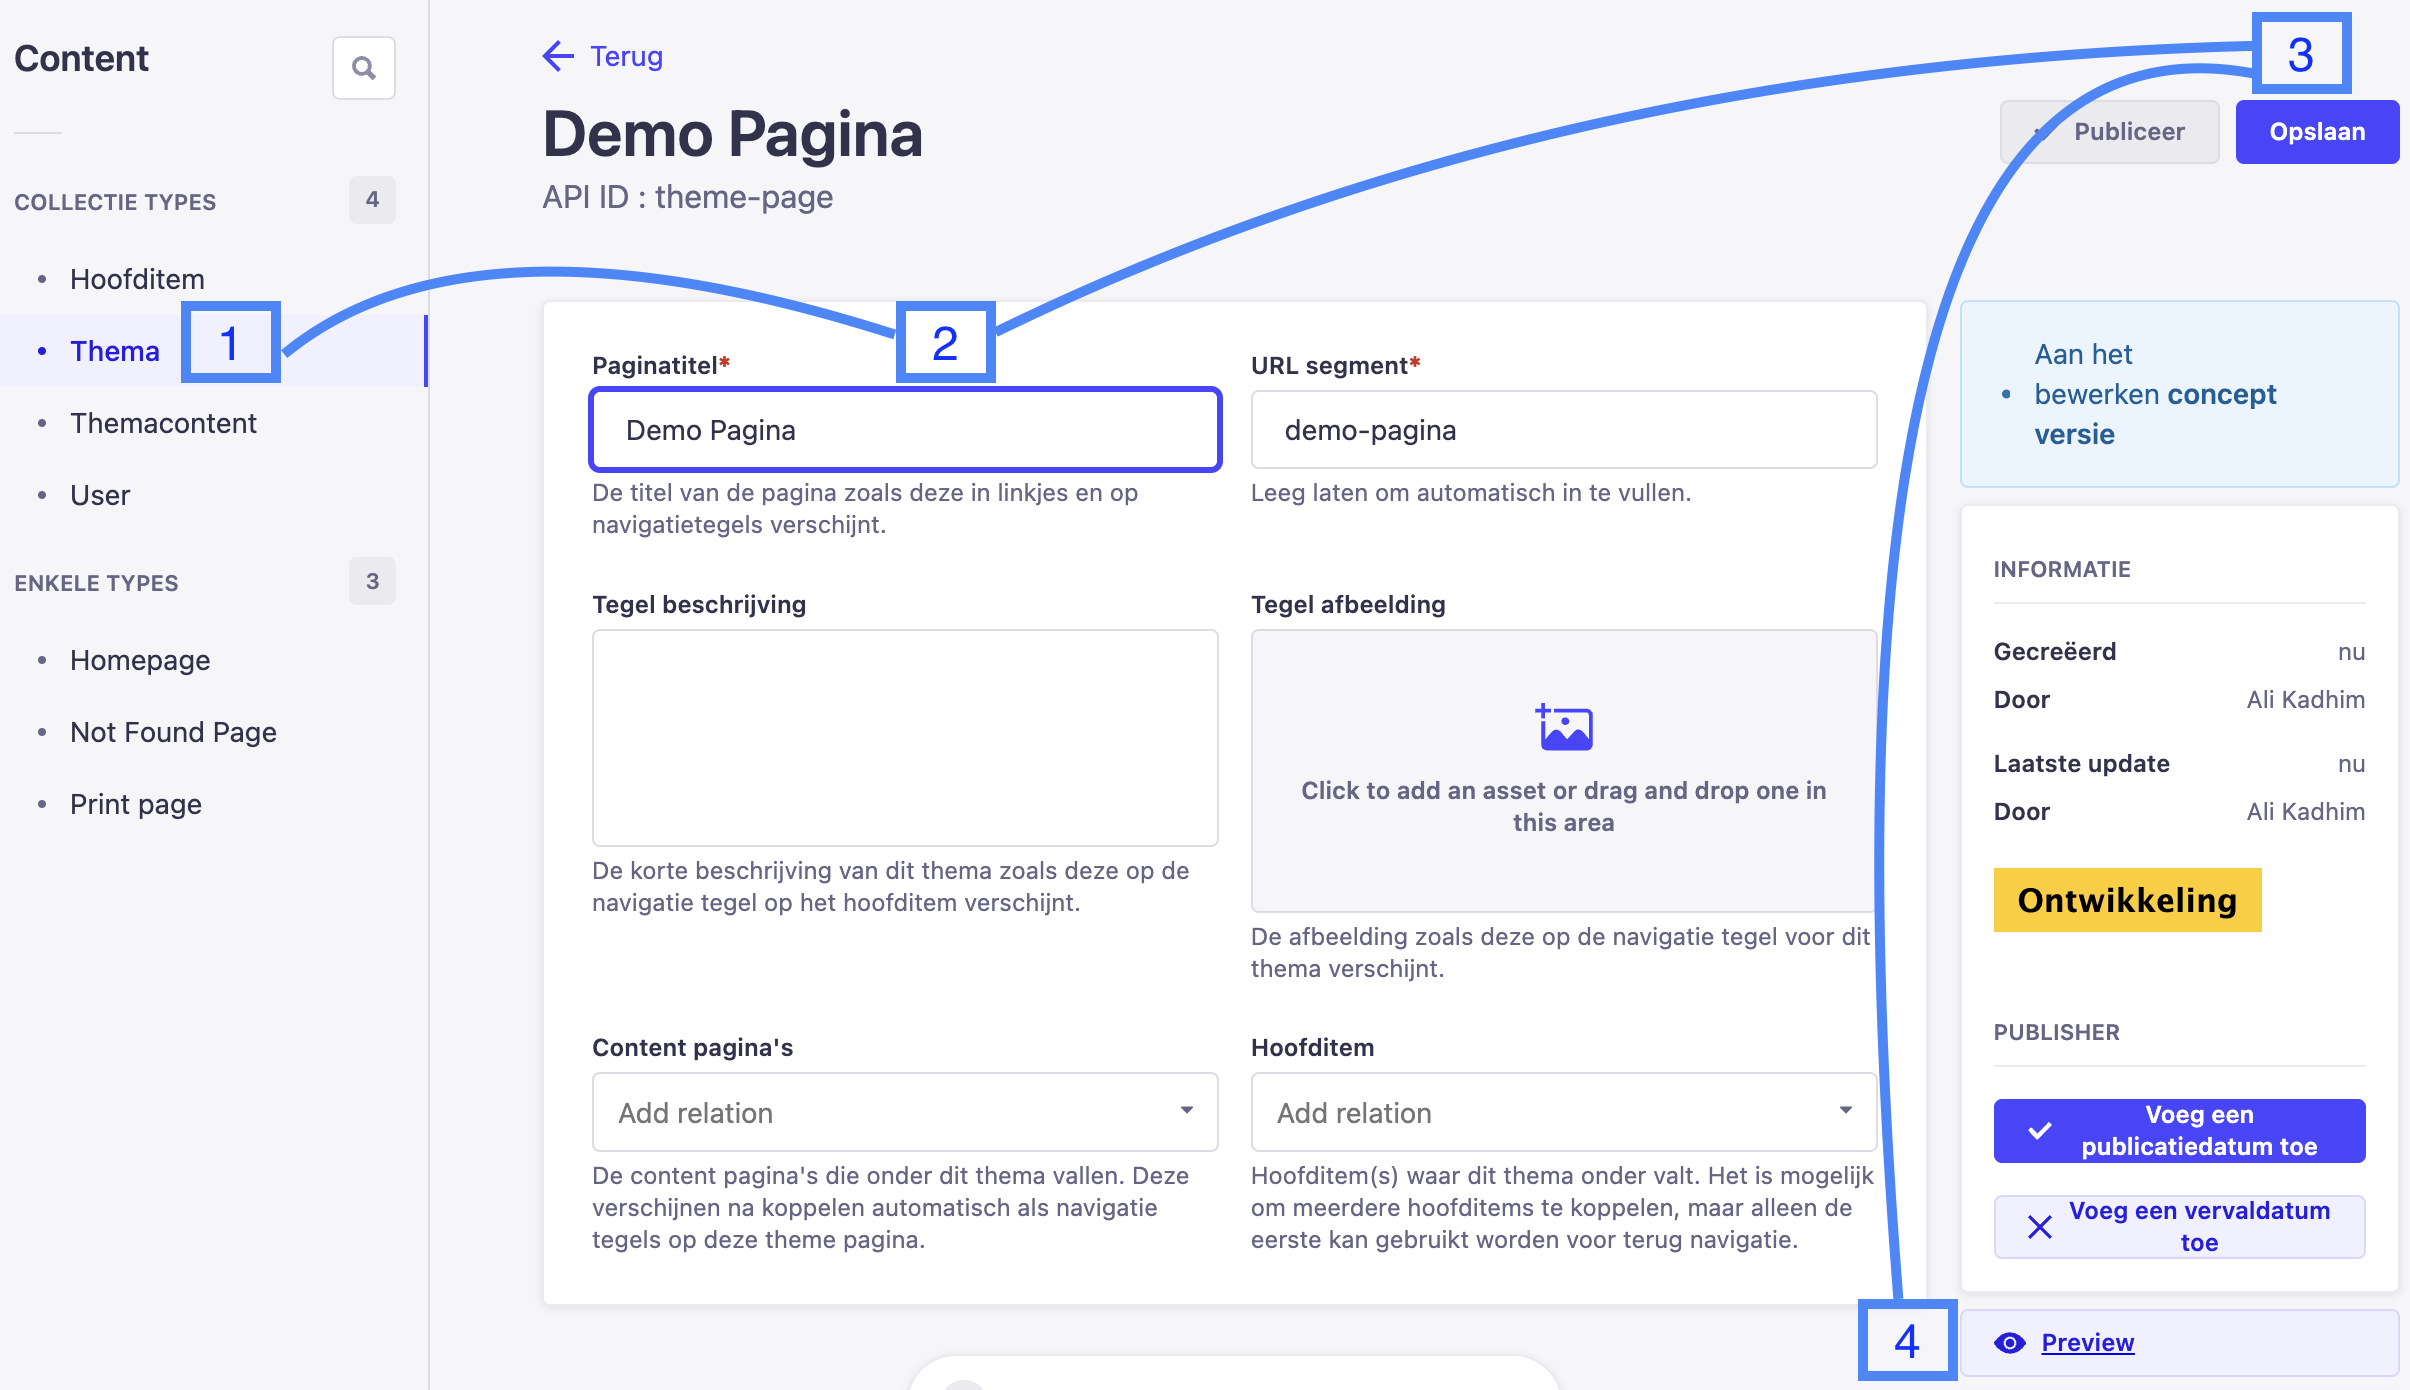 Content
COLLECTIE TYPES
4
Hoofditem
Thema
1
Themacontent
User
ENKELE TYPES
3
Homepage
Not Found Page
Print page
Terug
Demo Pagina
API ID : theme-page
3
Publiceer
Opslaan
2
Paginatitel*
Demo Pagina
De titel van de pagina zoals deze in linkjes en op
navigatietegels verschijnt.
URL segment*
demo-pagina
Leeg laten om automatisch in te vullen.
Tegel beschrijving
De korte beschrijving van dit thema zoals deze op de
navigatie tegel op het hoofditem verschijnt.
Tegel afbeelding
Click to add an asset or drag and drop one in
this area
De afbeelding zoals deze op de navigatie tegel voor dit
thema verschijnt.
Content pagina's
Add relation
De content pagina's die onder dit thema vallen. Deze
verschijnen na koppelen automatisch als navigatie
tegels op deze theme pagina.
Hoofditem
Add relation
Hoofditem(s) waar dit thema onder valt. Het is mogelijk
om meerdere hoofditems te koppelen, maar alleen de
eerste kan gebruikt worden voor terug navigatie.
Aan het
bewerken concept
versie
INFORMATIE
Gecreëerd nu
Door Ali Kadhim
Laatste update nu
Door Ali Kadhim
Ontwikkeling
PUBLISHER
Voeg een
publicatiedatum toe
Voeg een vervaldatum
toe
4
Preview